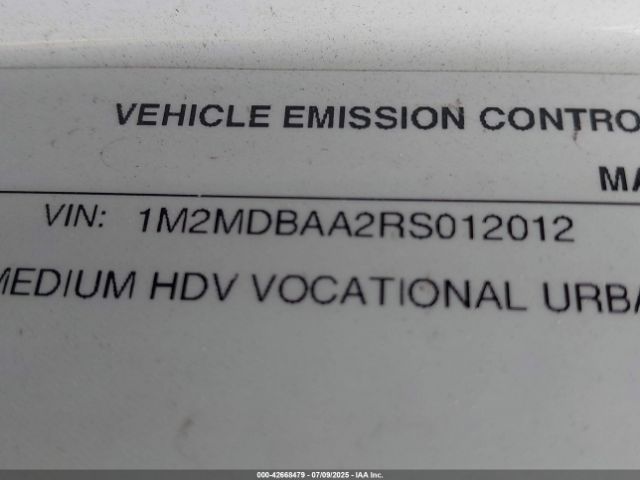 VEHICLE EMISSION CONTRO
MA
VIN: 1M2MDBAA2RS012012
MEDIUM HDV VOCATIONAL URBA
000-42668479 / 07/09/2025 / IAA Inc.